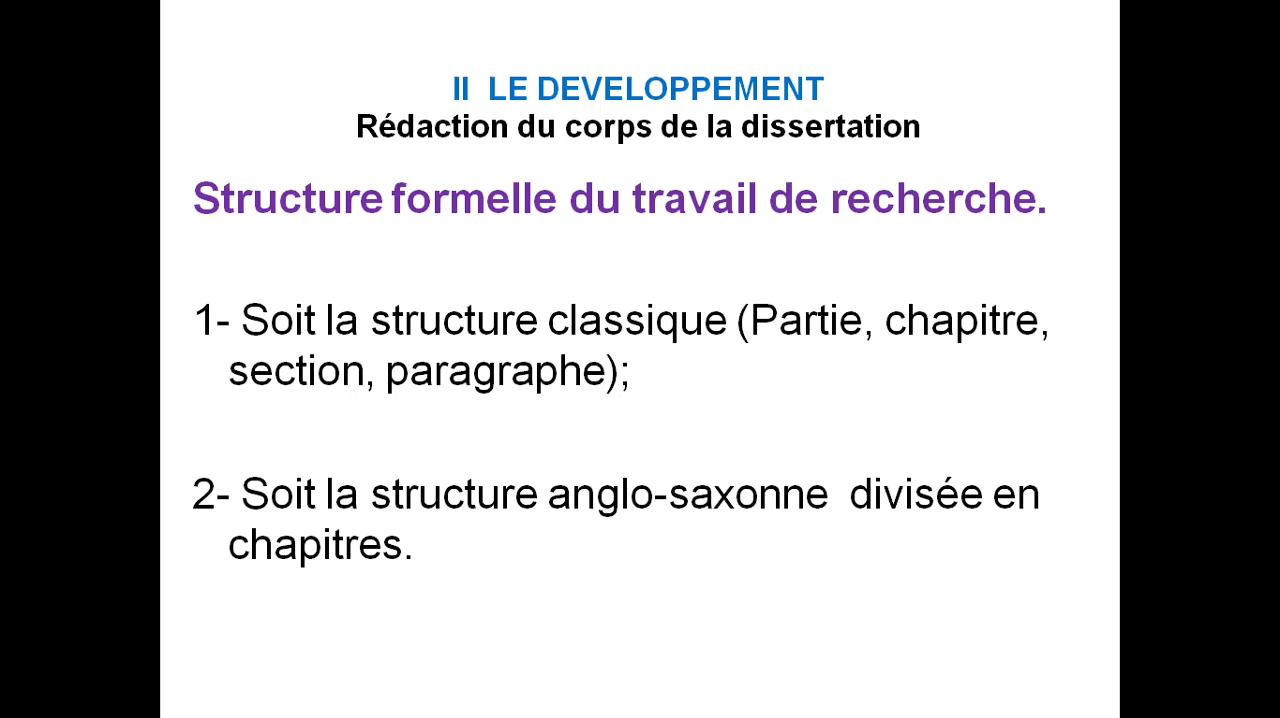 II LE DEVELOPPEMENT
Rédaction du corps de la dissertation
Structure formelle du travail de recherche.
1- Soit la structure classique (Partie, chapitre,
section, paragraphe);
2- Soit la structure anglo-saxonne divisée en
chapitres.